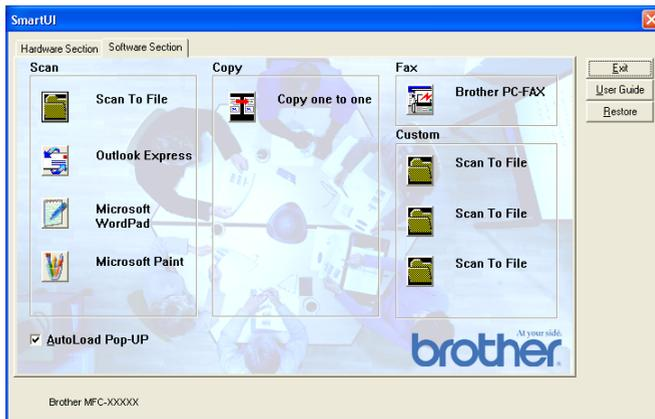 SmartUI
Hardware Section
Software Section
Scan
Scan To File
Outlook Express
Microsoft
WordPad
Microsoft Paint
Copy
Copy one to one
Fax
Brother PC-FAX
Custom
Scan To File
Scan To File
Scan To File
Exit
User Guide
Restore
AutoLoad Pop-UP
At your side.
brother
Brother MFC-XXXXX